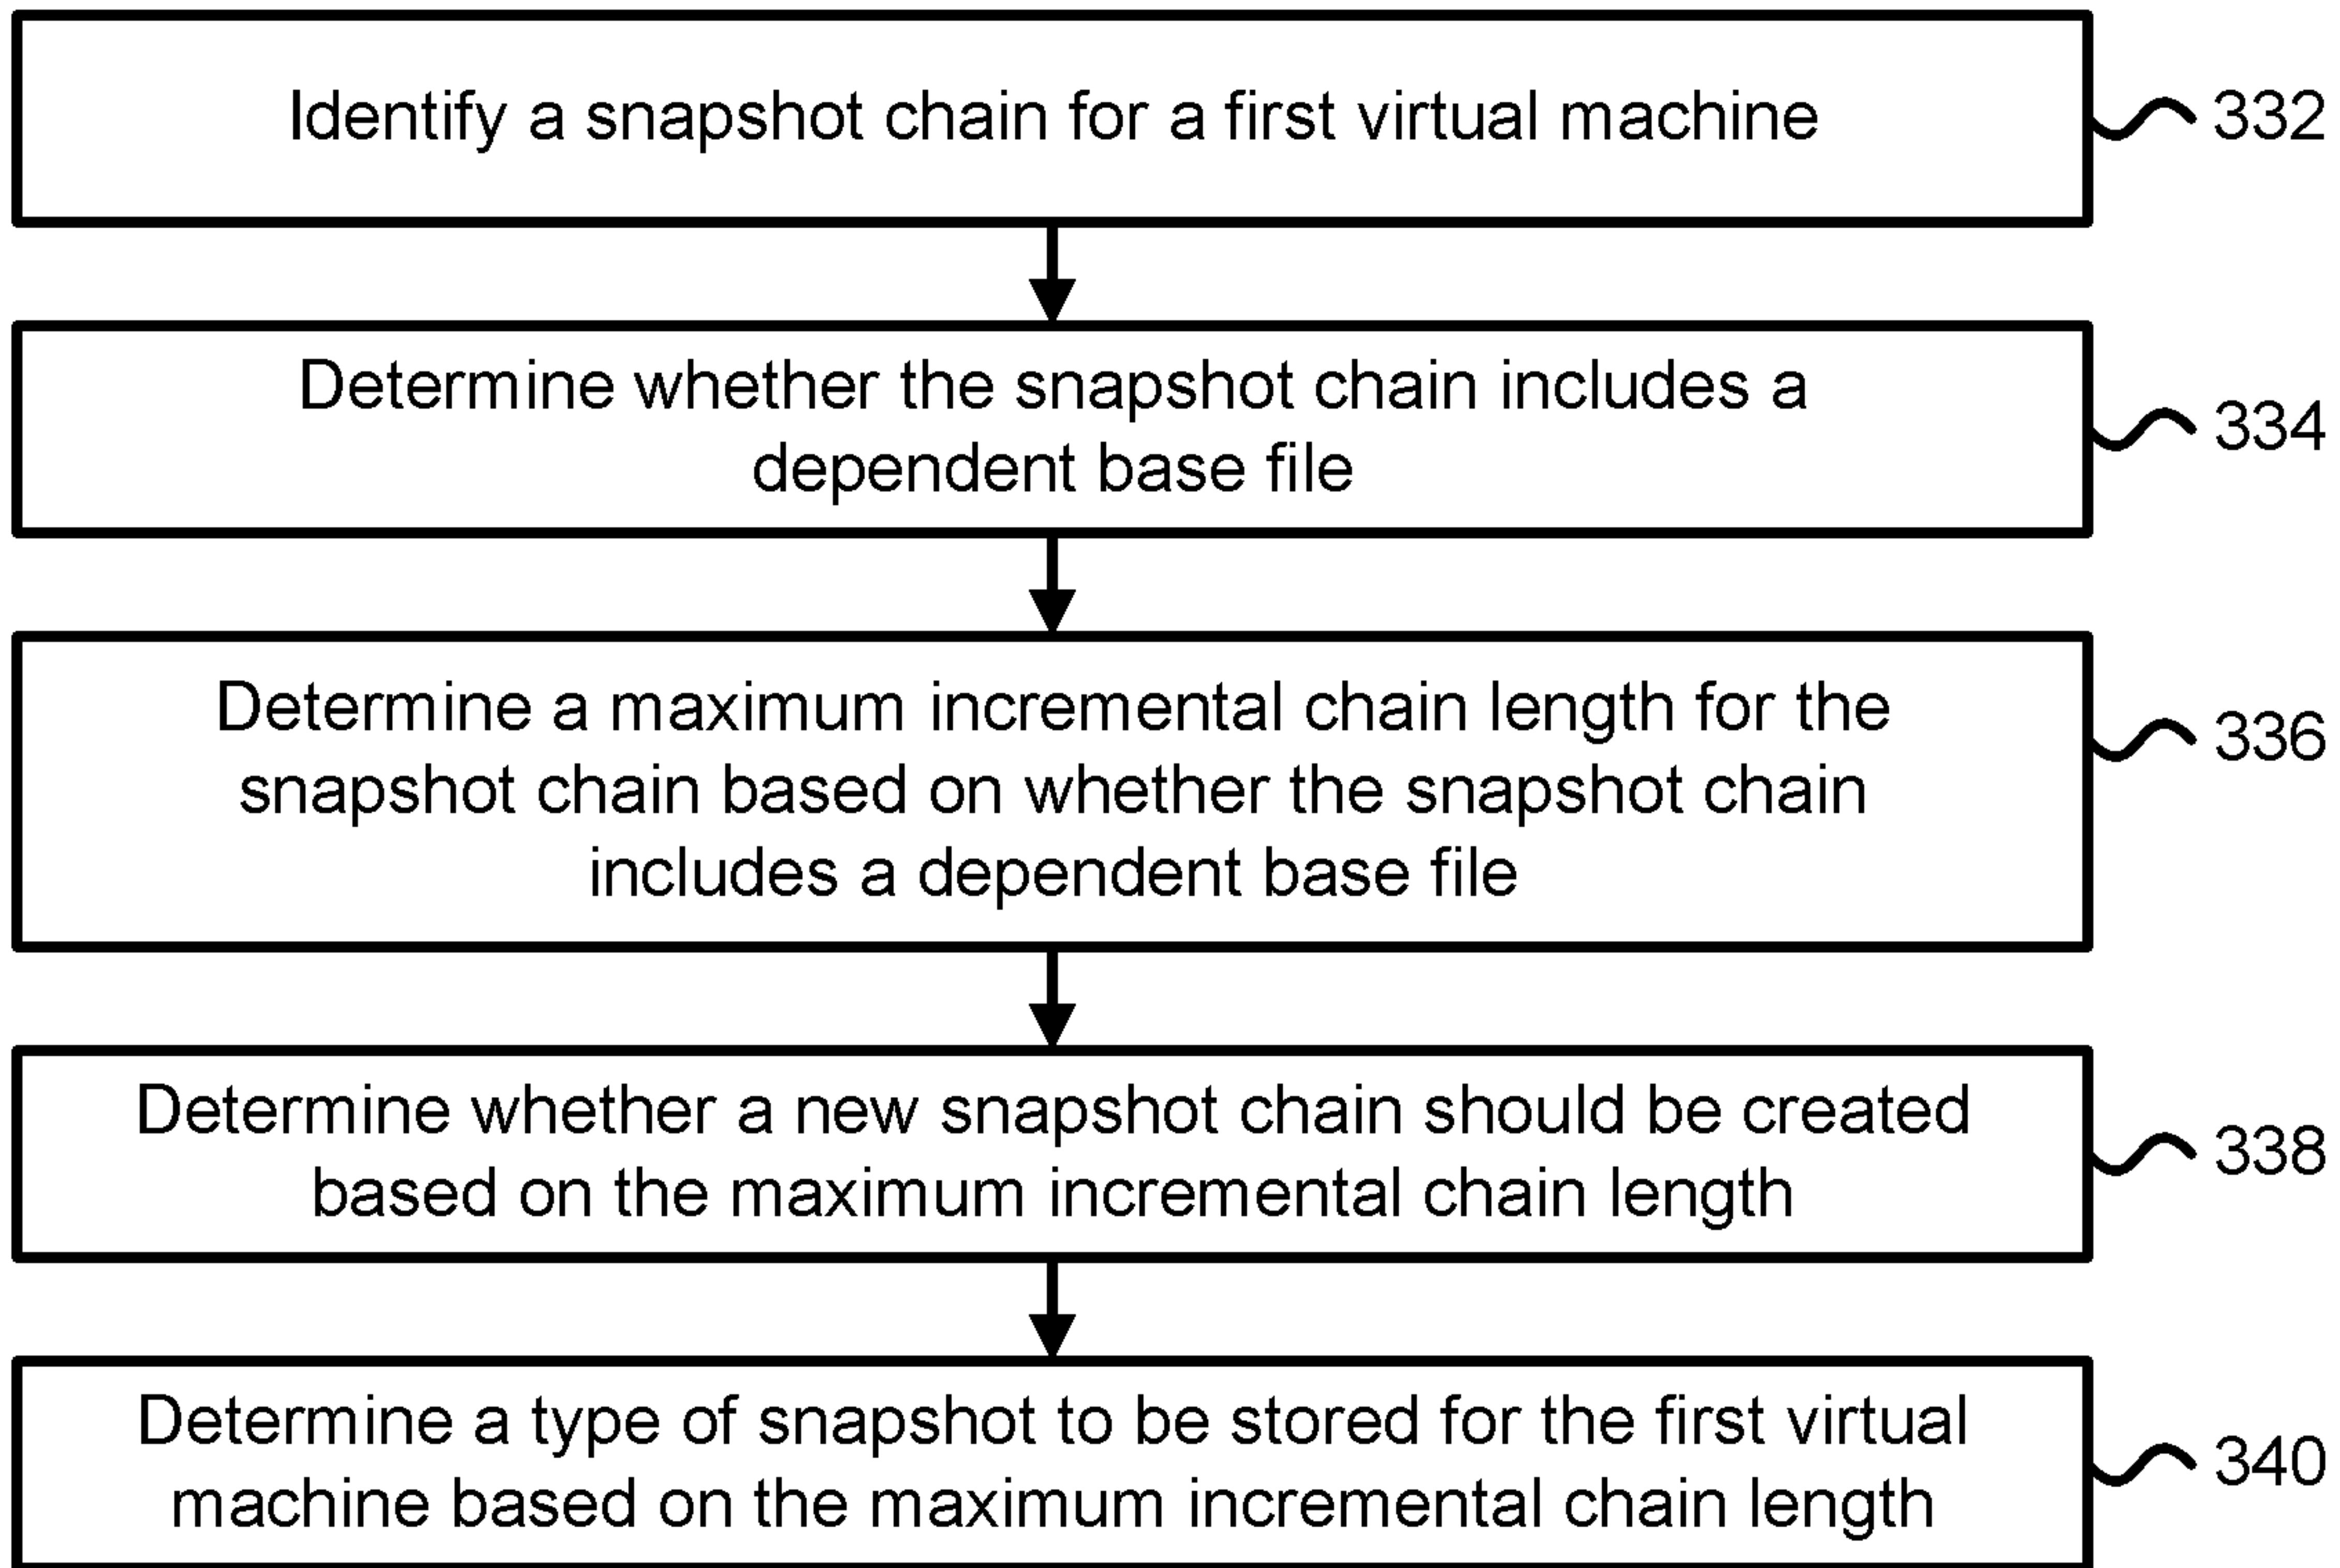 Identify a snapshot chain for a first virtual machine
332
Determine whether the snapshot chain includes a
dependent base file
334
Determine a maximum incremental chain length for the
snapshot chain based on whether the snapshot chain
includes a dependent base file
336
Determine whether a new snapshot chain should be created
based on the maximum incremental chain length
338
Determine a type of snapshot to be stored for the first virtual
machine based on the maximum incremental chain length
340